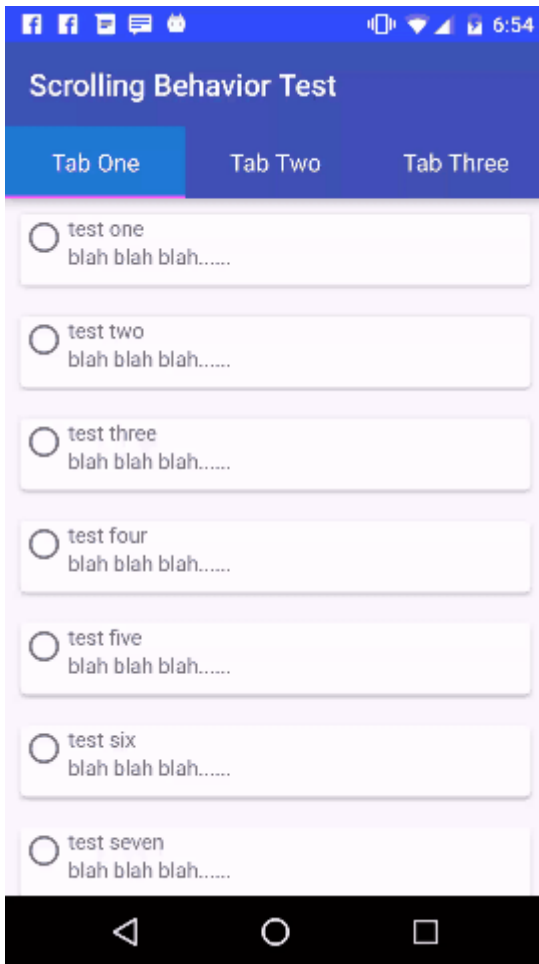 6:54
Scrolling Behavior Test
Tab One Tab Two Tab Three
test one
blah blah blah......
test two
blah blah blah......
test three
blah blah blah......
test four
blah blah blah......
test five
blah blah blah......
test six
blah blah blah......
test seven
blah blah blah......